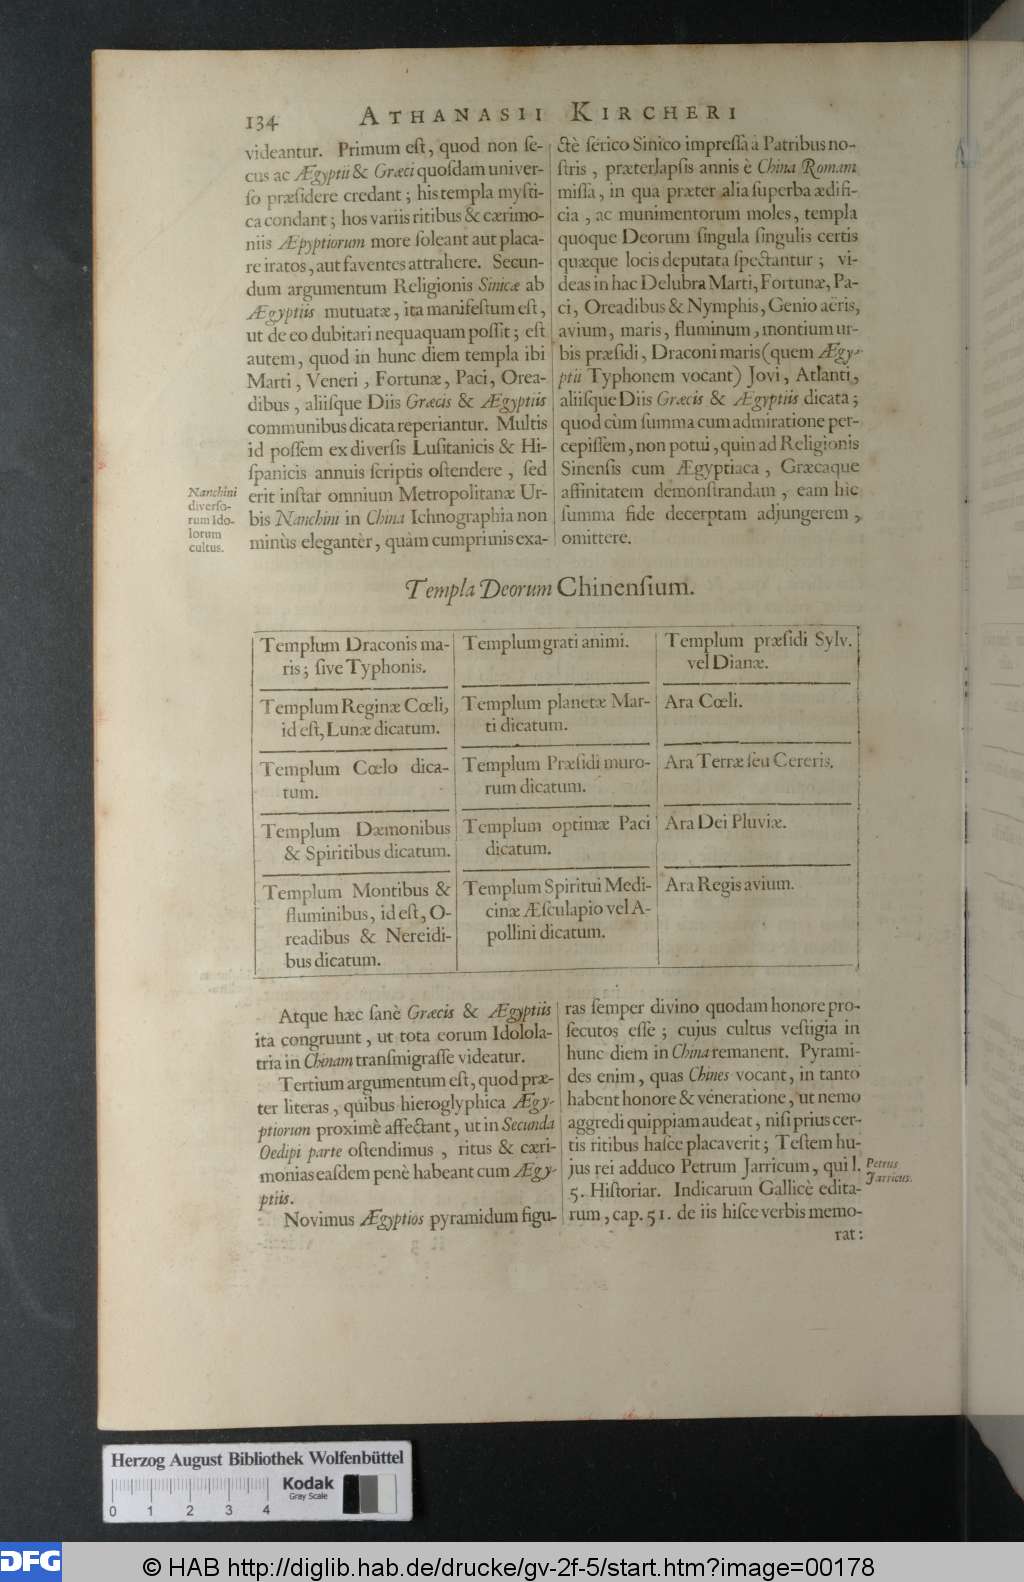 134 ATHANASII KIRCHERI
videantur. Primum eſt, quod non ſe-
cus ac Ægyptii & Græci quoſdam univer-
ſo præſidere credant; his templa myſti-
ca condant; hos variis ritibus & cærimo-
niis Æpyptiorum more ſoleant aut placa-
re iratos, aut faventes attrahere. Secun-
dum argumentum Religionis Sinicæ ab
Ægyptiis mutuatæ, ita manifeſtum eſt,
ut de eo dubitari nequaquam poſſit; eſt
autem, quod in hunc diem templa ibi
Marti, Veneri, Fortunæ, Paci, Orea-
dibus, aliiſque Diis Græcis & Ægyptiis
communibus dicata reperiantur. Multis
id poſſem ex diverſis Luſitanicis & Hi-
ſpanicis annuis ſcriptis oſtendere, ſed
erit inſtar omnium Metropolitanæ Ur-
bis Nanchini in China Ichnographia non
minùs eleganter, quàm cumprimis exa-
Nanchini
diverſo-
rum Ido-
lorum
cultus.
ctè ſerico Sinico impreſſa à Patribus no-
ſtris, præterlapſis annis è China Romam
miſſa, in qua præter alia ſuperba ædifi-
cia, ac munimentorum moles, templa
quoque Deorum ſingula ſingulis certis
quæque locis deputata ſpectantur; vi-
deas in hac Delubra Marti, Fortunæ, Pa-
ci, Oreadibus & Nymphis, Genio aëris,
avium, maris, fluminum, montium ur-
bis præſidi, Draconi maris (quem Ægy-
ptii Typhonem vocant) Jovi, Atlanti,
aliiſque Diis Græcis & Ægyptiis dicata;
quod cùm ſumma cum admiratione per-
cepiſſem, non potui, quin ad Religionis
Sinenſis cum Ægyptiaca, Græcaque
affinitatem demonſtrandam, eam hic
ſumma fide decerptam adjungerem,
omittere.
Templa Deorum Chinenſium.
Templum Draconis ma-
ris; ſive Typhonis.
Templum grati animi.
Templum præſidi Sylv.
vel Dianæ.
Templum Reginæ Cœli,
id eſt, Lunæ dicatum.
Templum planetæ Mar-
ti dicatum.
Ara Cœli.
Templum Cœlo dica-
tum.
Templum Præſidi muro-
rum dicatum.
Ara Terræ ſeu Cereris.
Templum Dæmonibus
& Spiritibus dicatum.
Templum optimæ Paci
dicatum.
Ara Dei Pluviæ.
Templum Montibus &
fluminibus, id eſt, O-
readibus & Nereidi-
bus dicatum.
Templum Spiritui Medi-
cinæ Æſculapio vel A-
pollini dicatum.
Ara Regis avium.
Atque hæc ſanè Græcis & Ægyptiis
ita congruunt, ut tota eorum Idolola-
tria in Chinam tranſmigraſſe videatur.
Tertium argumentum eſt, quod præ-
ter literas, quibus hieroglyphica Ægy-
ptiorum proximè affectant, ut in Secunda
Oedipi parte oſtendimus, ritus & cæri-
monias eaſdem penè habeant cum Ægy-
ptiis.
Novimus Ægyptios pyramidum figu-
ras ſemper divino quodam honore pro-
ſecutos eſſe; cujus cultus veſtigia in
hunc diem in China remanent. Pyrami-
des enim, quas Chines vocant, in tanto
habent honore & veneratione, ut nemo
aggredi quippiam audeat, niſi prius cer-
tis ritibus haſce placaverit; Teſtem hu-
jus rei adduco Petrum Jarricum, qui l.
5. Hiſtoriar. Indicarum Gallicè edita-
rum, cap. 51. de iis hiſce verbis memo-
rat:
Petrus
Jarricus.
Herzog August Bibliothek Wolfenbüttel
Kodak
Gray Scale
0 1 2 3 4
DFG
© HAB http://diglib.hab.de/drucke/gv-2f-5/start.htm?image=00178